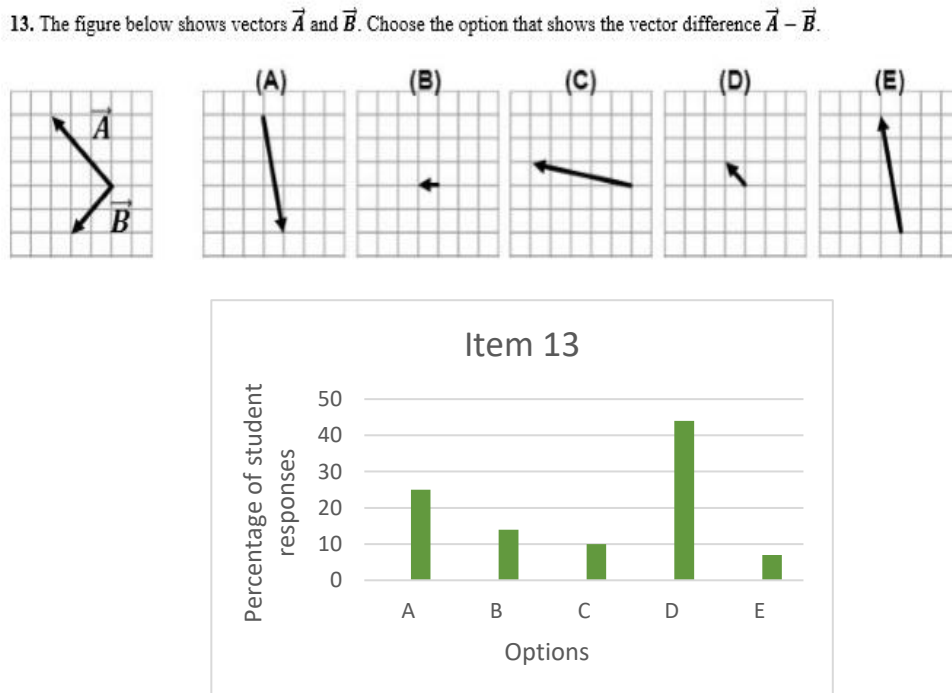 13. The figure below shows vectors A⃗ and B⃗. Choose the option that shows the vector difference A⃗ − B⃗.
(A) (B) (C) (D) (E)
A⃗
B⃗
Item 13
Percentage of student
responses
50
40
30
20
10
0
A B C D E
Options